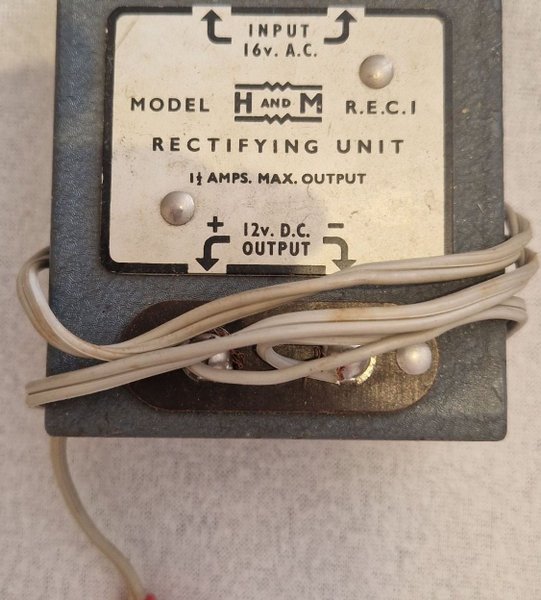 INPUT
16v. A.C.
MODEL H AND M R.E.C.1
RECTIFYING UNIT
1½ AMPS. MAX. OUTPUT
+ 12v. D.C. -
OUTPUT